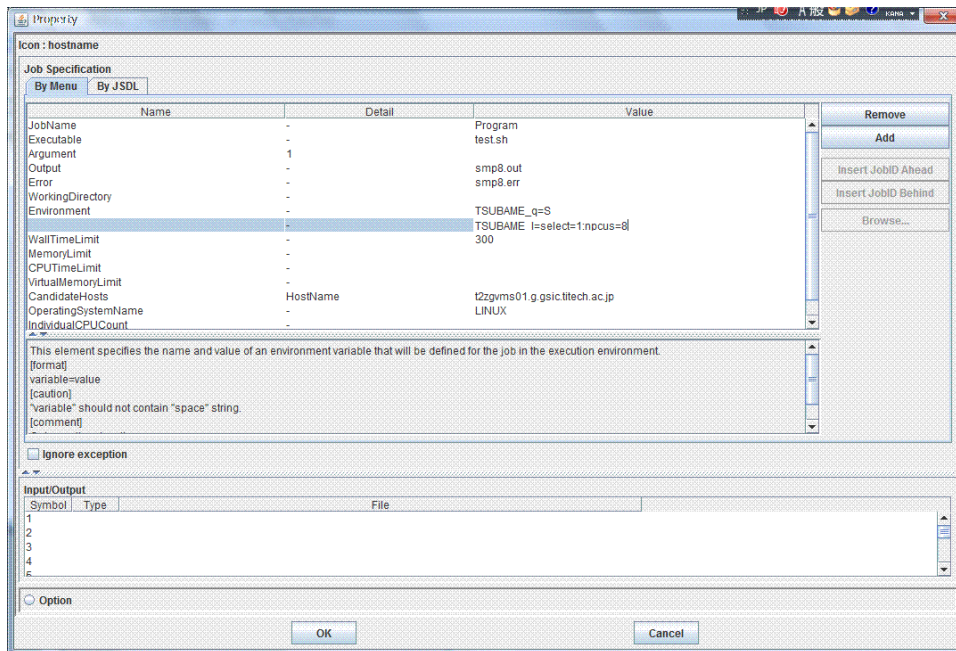 Property
JP A 般 KANA
Icon : hostname
Job Specification
By Menu By JSDL
Name Detail Value
JobName - Program
Executable - test.sh
Argument 1
Output - smp8.out
Error - smp8.err
WorkingDirectory -
Environment - TSUBAME_q=S
- TSUBAME_l=select=1:npcus=8
WallTimeLimit - 300
MemoryLimit -
CPUTimeLimit -
VirtualMemoryLimit -
CandidateHosts HostName t2zgvms01.g.gsic.titech.ac.jp
OperatingSystemName - LINUX
IndividualCPUCount -
Remove
Add
Insert JobID Ahead
Insert JobID Behind
Browse...
This element specifies the name and value of an environment variable that will be defined for the job in the execution environment.
[format]
variable=value
[caution]
"variable" should not contain "space" string.
[comment]
Ignore exception
Input/Output
Symbol Type File
1
2
3
4
5
Option
OK Cancel